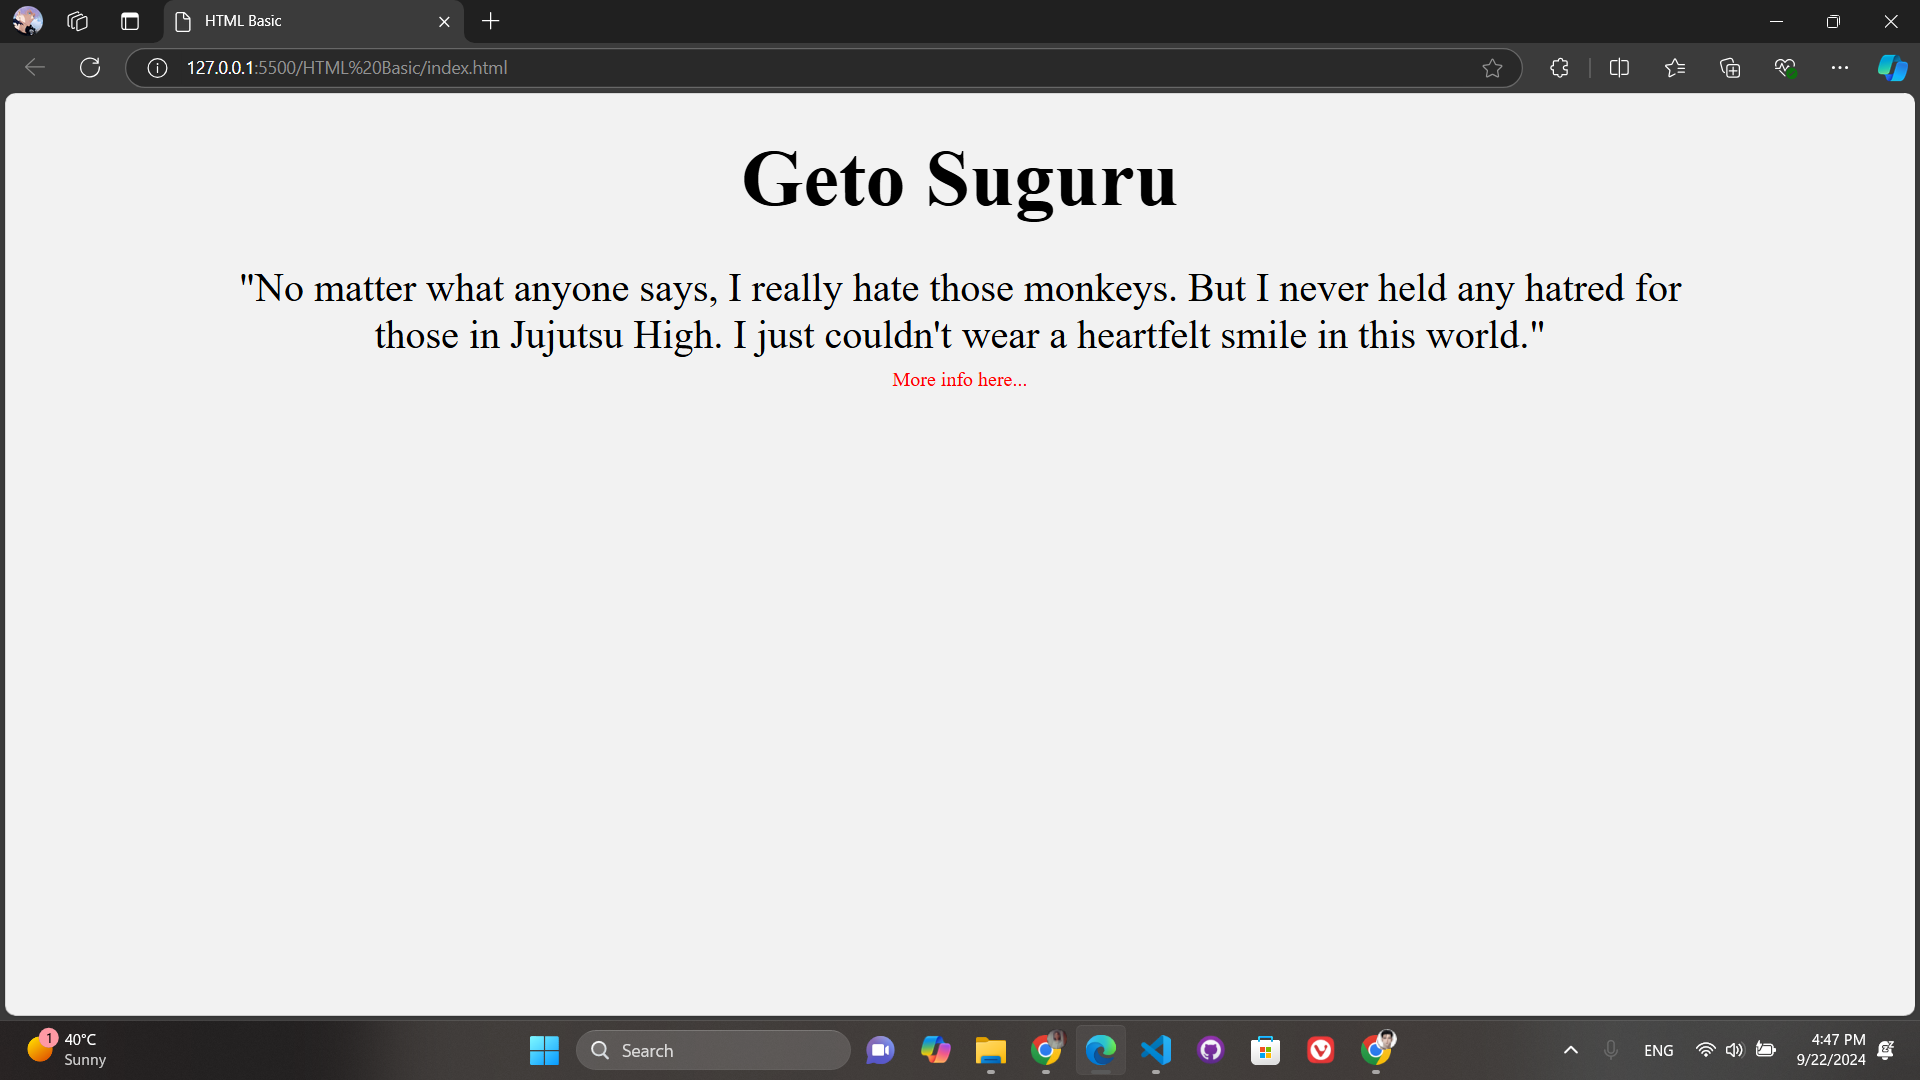 HTML Basic
127.0.0.1:5500/HTML%20Basic/index.html
Geto Suguru
"No matter what anyone says, I really hate those monkeys. But I never held any hatred for
those in Jujutsu High. I just couldn't wear a heartfelt smile in this world."
More info here...
1
40°C
Sunny
Search
ENG
4:47 PM
9/22/2024